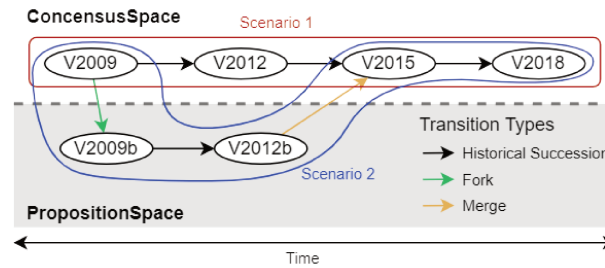 ConcensusSpace
Scenario 1
V2009
V2012
V2015
V2018
V2009b
V2012b
Scenario 2
Transition Types
Historical Succession
Fork
Merge
PropositionSpace
Time